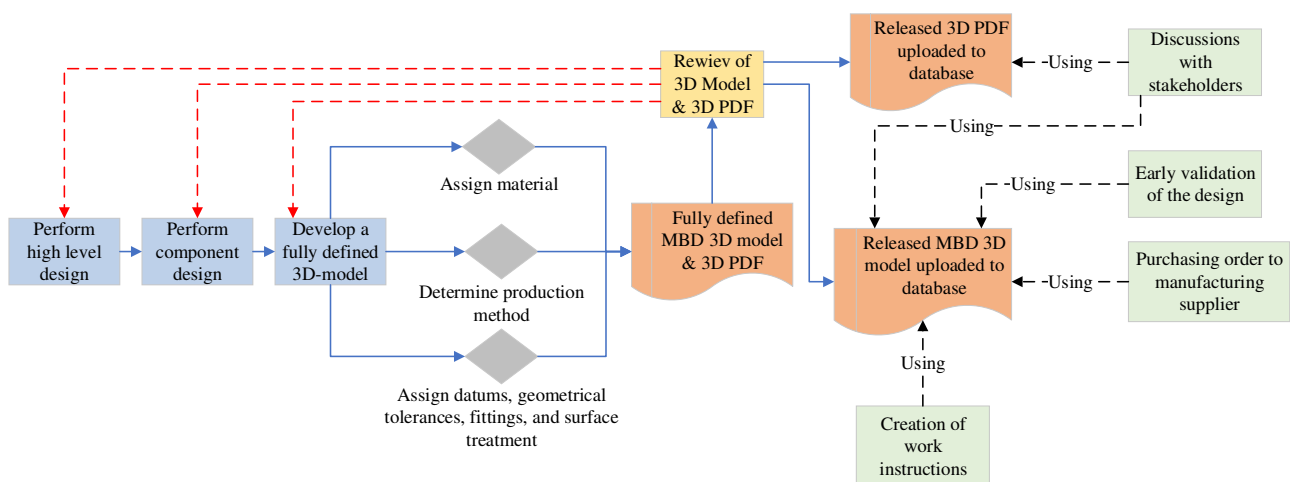 Perform
high level
design
Perform
component
design
Develop a
fully defined
3D-model
Assign material
Determine production
method
Assign datums, geometrical
tolerances, fittings, and surface
treatment
Fully defined
MBD 3D model
& 3D PDF
Rewiev of
3D Model
& 3D PDF
Released 3D PDF
uploaded to
database
Using
Discussions
with
stakeholders
Using
Using
Early validation
of the design
Released MBD 3D
model uploaded to
database
Using
Purchasing order to
manufacturing
supplier
Using
Creation of
work
instructions